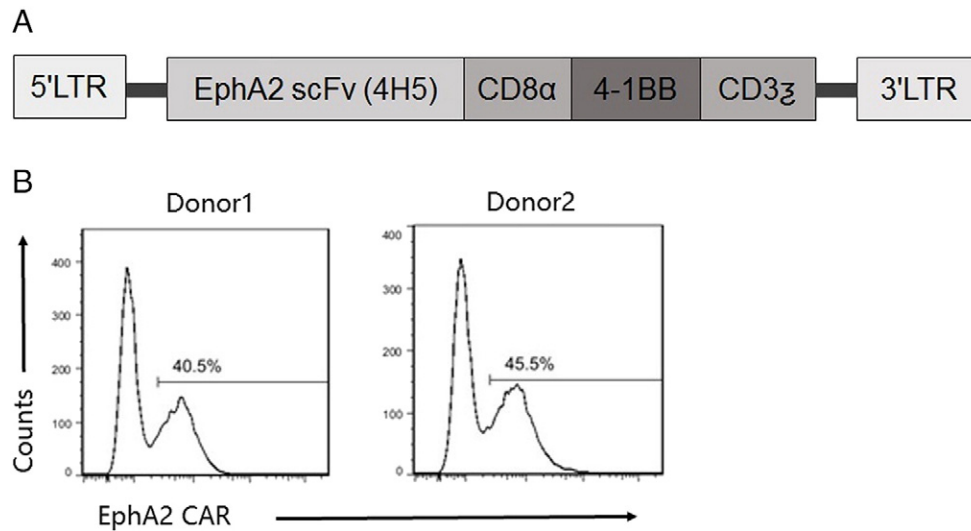 A
5'LTR
EphA2 scFv (4H5)
CD8α
4-1BB
CD3ʒ
3'LTR
B
Donor1
Donor2
Counts
400
300
200
100
0
40.5%
400
300
200
100
0
45.5%
EphA2 CAR